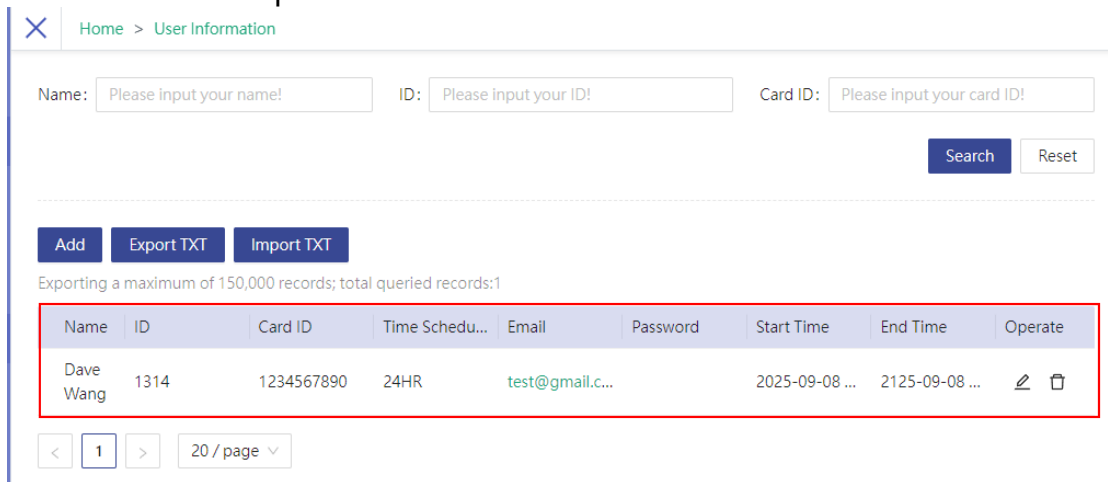 Home > User Information
Name: Please input your name! ID: Please input your ID! Card ID: Please input your card ID!
Search Reset
Add Export TXT Import TXT
Exporting a maximum of 150,000 records; total queried records:1
Name ID Card ID Time Schedu... Email Password Start Time End Time Operate
Dave Wang 1314 1234567890 24HR test@gmail.c... 2025-09-08 ... 2125-09-08 ...
< 1 > 20 / page